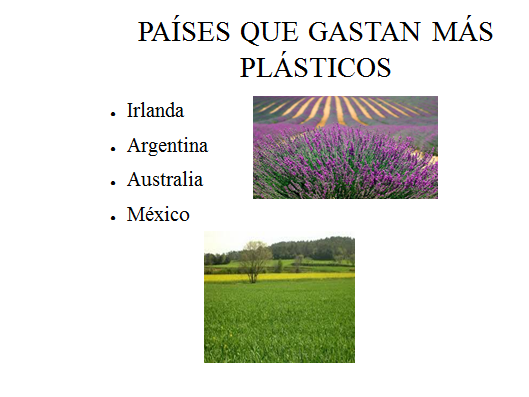 PAÍSES QUE GASTAN MÁS
PLÁSTICOS
• Irlanda
• Argentina
• Australia
• México